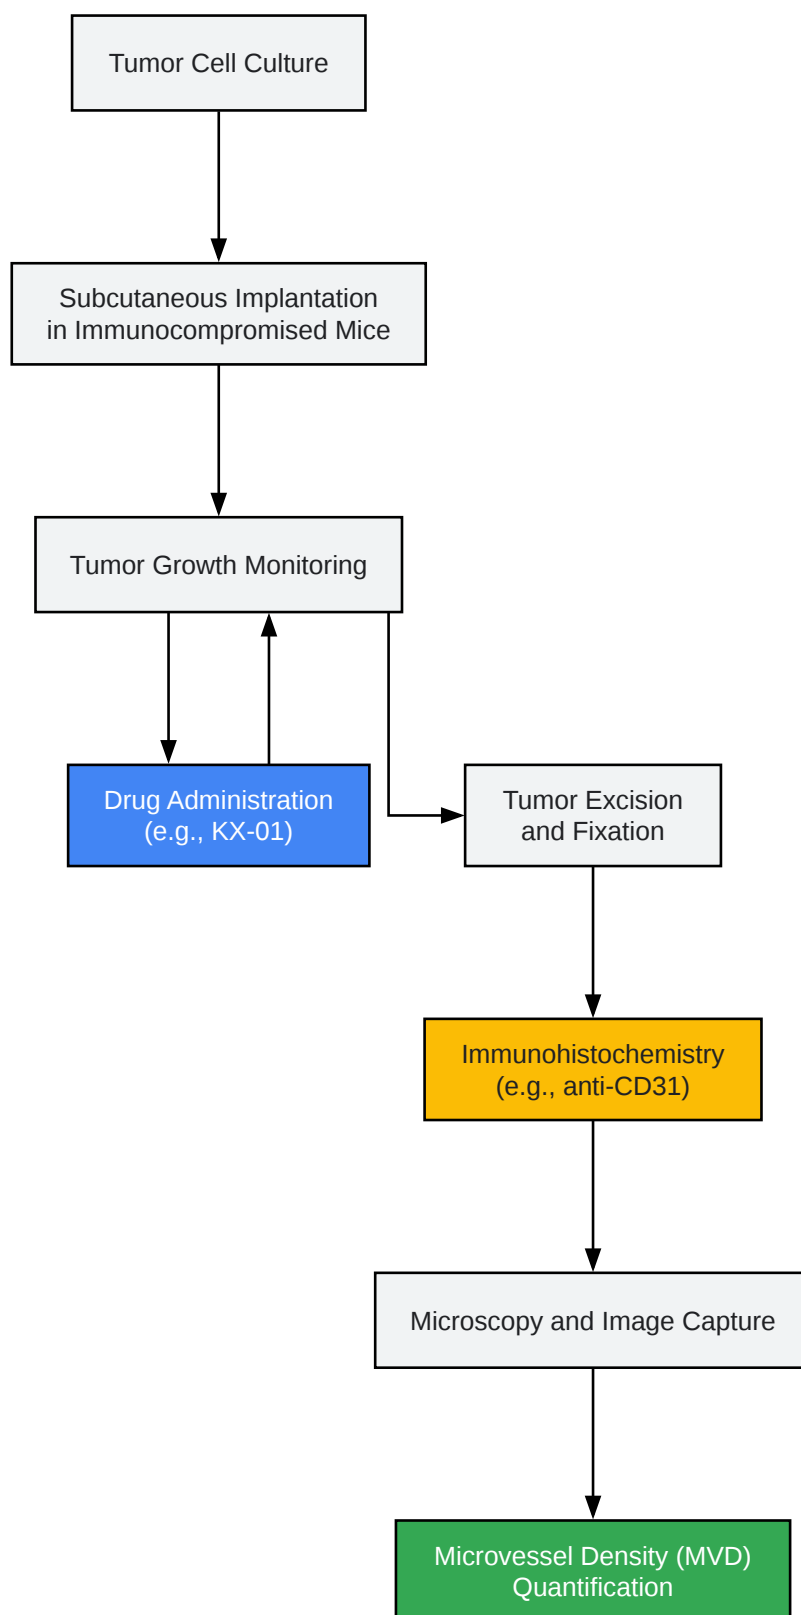 Tumor Cell Culture
Subcutaneous Implantation
in Immunocompromised Mice
Tumor Growth Monitoring
Drug Administration
(e.g., KX-01)
Tumor Excision
and Fixation
Immunohistochemistry
(e.g., anti-CD31)
Microscopy and Image Capture
Microvessel Density (MVD)
Quantification